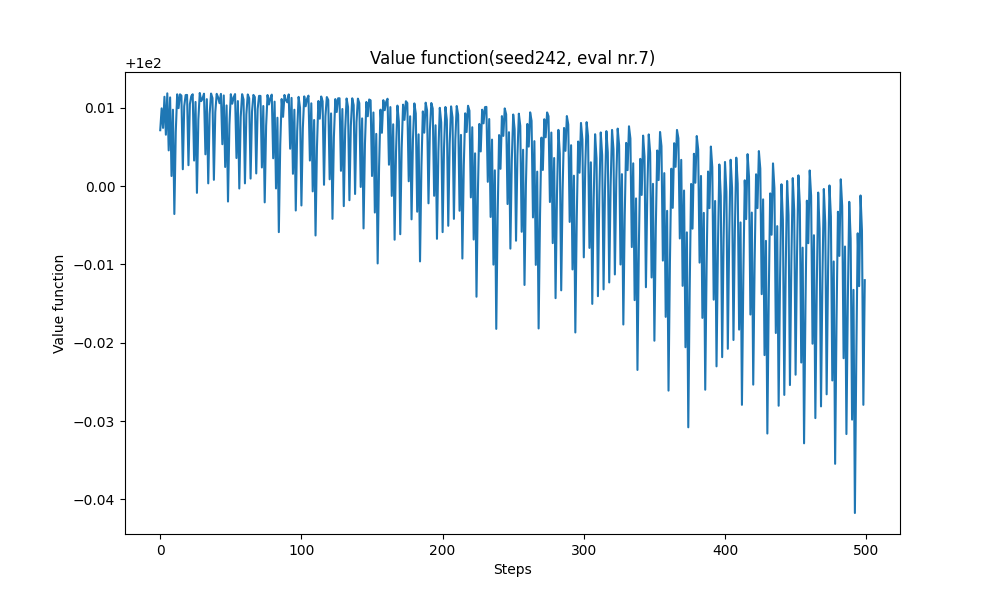 Value function(seed242, eval nr.7)
+1e2
0.01
0.00
−0.01
−0.02
−0.03
−0.04
Value function
0 100 200 300 400 500
Steps